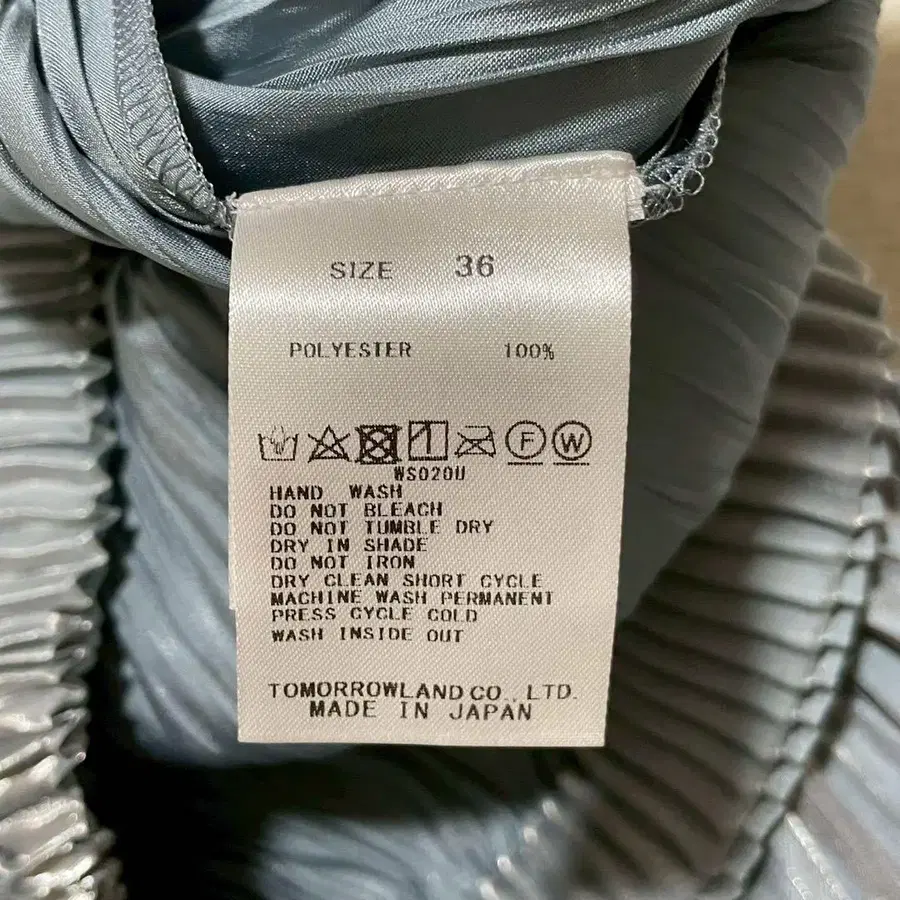 SIZE 36
POLYESTER 100%
F W
WS020U
HAND WASH
DO NOT BLEACH
DO NOT TUMBLE DRY
DRY IN SHADE
DO NOT IRON
DRY CLEAN SHORT CYCLE
MACHINE WASH PERMANENT
PRESS CYCLE COLD
WASH INSIDE OUT
TOMORROWLAND CO., LTD.
MADE IN JAPAN